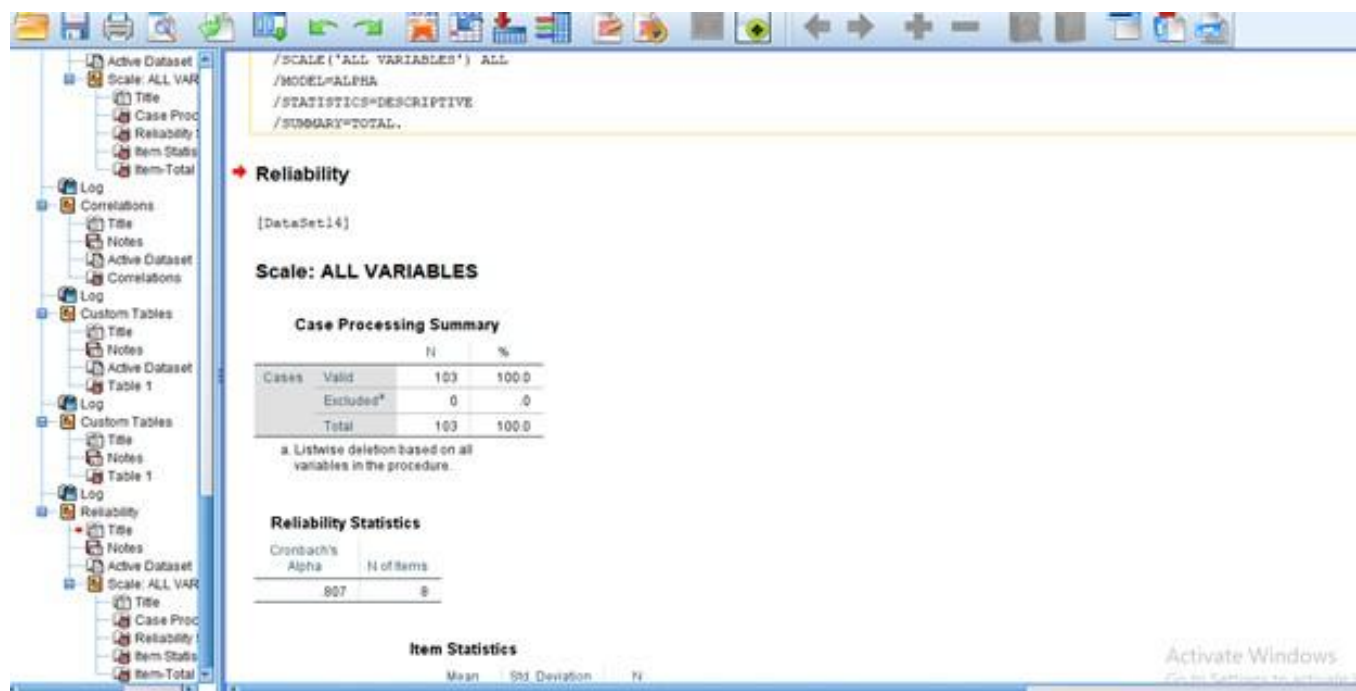 Active Dataset
Scale: ALL VAR
Title
Case Proc
Reliability
Item Statis
Item-Total
Log
Correlations
Title
Notes
Active Dataset
Correlations
Log
Custom Tables
Title
Notes
Active Dataset
Table 1
Log
Custom Tables
Title
Notes
Table 1
Log
Reliability
Title
Notes
Active Dataset
Scale: ALL VAR
Title
Case Proc
Reliability
Item Statis
Item-Total
/SCALE('ALL VARIABLES') ALL
/MODEL=ALPHA
/STATISTICS=DESCRIPTIVE
/SUMMARY=TOTAL.
Reliability
[DataSet14]
Scale: ALL VARIABLES
Case Processing Summary
N %
Cases Valid 103 100.0
Excluded a 0 .0
Total 103 100.0
a. Listwise deletion based on all
variables in the procedure.
Reliability Statistics
Cronbach's
Alpha N of Items
.807 8
Item Statistics
Mean Std. Deviation N
Activate Windows
Go to Settings to activate